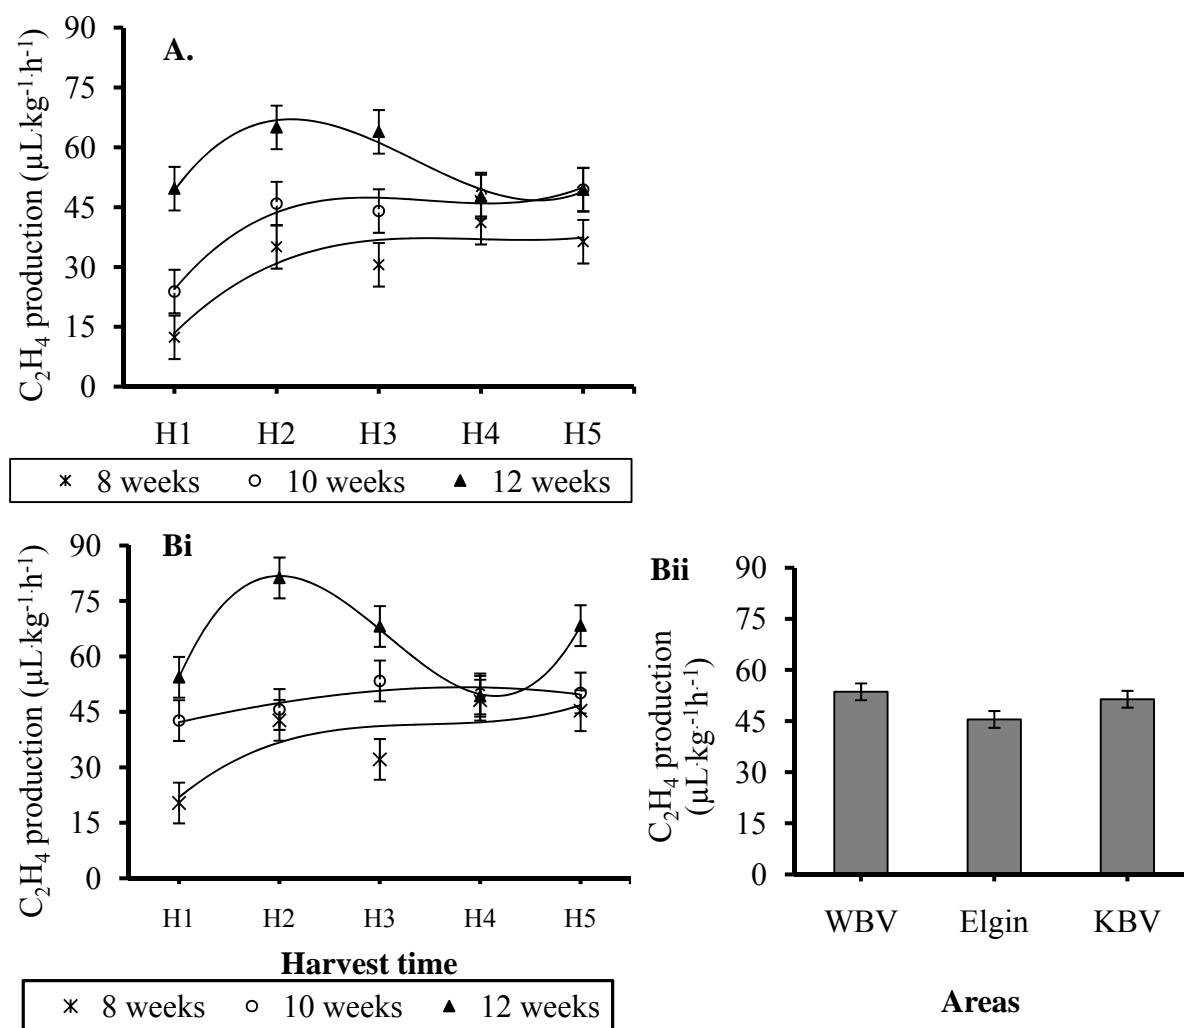 A.
C₂H₄ production (µL·kg⁻¹·h⁻¹)
90
75
60
45
30
15
0
H1 H2 H3 H4 H5
8 weeks 10 weeks 12 weeks
Bi
C₂H₄ production (µL·kg⁻¹·h⁻¹)
90
75
60
45
30
15
0
H1 H2 H3 H4 H5
Harvest time
8 weeks 10 weeks 12 weeks
Bii
C₂H₄ production
(µL·kg·⁻¹h·⁻¹)
90
75
60
45
30
15
0
WBV Elgin KBV
Areas